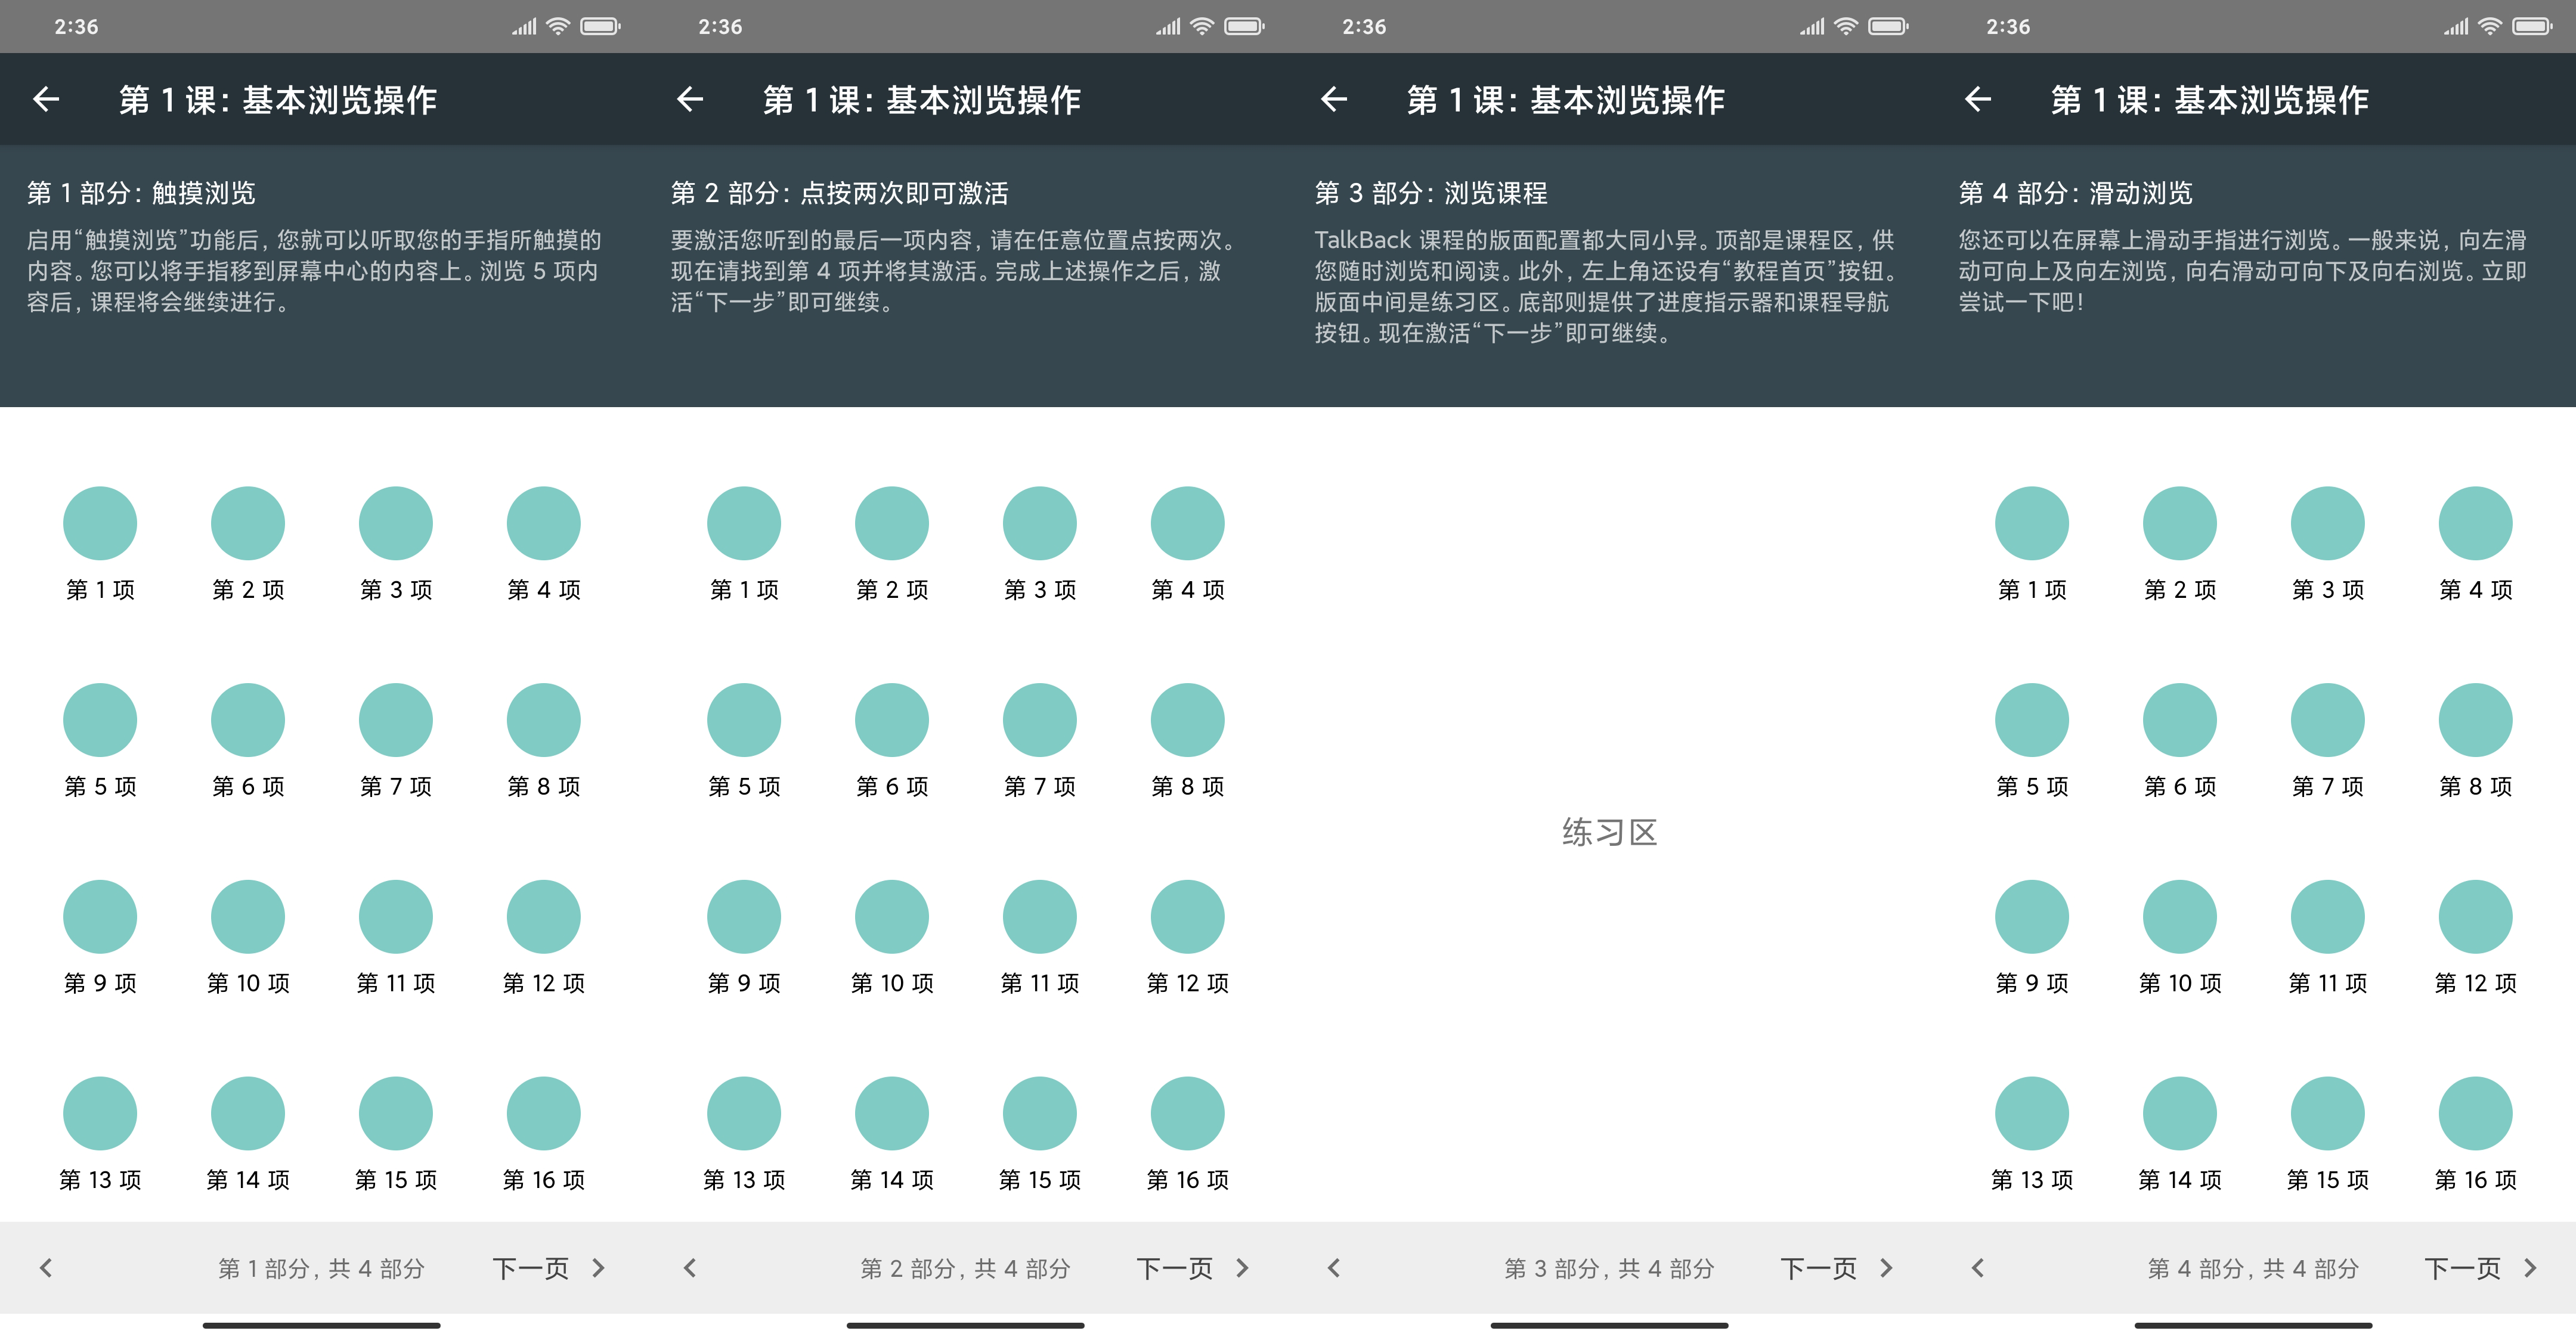 2:36
第 1 课：基本浏览操作
第 1 部分：触摸浏览
启用“触摸浏览”功能后，您就可以听取您的手指所触摸的
内容。您可以将手指移到屏幕中心的内容上。浏览 5 项内
容后，课程将会继续进行。
第 1 项 第 2 项 第 3 项 第 4 项
第 5 项 第 6 项 第 7 项 第 8 项
第 9 项 第 10 项 第 11 项 第 12 项
第 13 项 第 14 项 第 15 项 第 16 项
第 1 部分，共 4 部分 下一页
2:36
第 1 课：基本浏览操作
第 2 部分：点按两次即可激活
要激活您听到的最后一项内容，请在任意位置点按两次。
现在请找到第 4 项并将其激活。完成上述操作之后，激
活“下一步”即可继续。
第 1 项 第 2 项 第 3 项 第 4 项
第 5 项 第 6 项 第 7 项 第 8 项
第 9 项 第 10 项 第 11 项 第 12 项
第 13 项 第 14 项 第 15 项 第 16 项
第 2 部分，共 4 部分 下一页
2:36
第 1 课：基本浏览操作
第 3 部分：浏览课程
TalkBack 课程的版面配置都大同小异。顶部是课程区，供
您随时浏览和阅读。此外，左上角还设有“教程首页”按钮。
版面中间是练习区。底部则提供了进度指示器和课程导航
按钮。现在激活“下一步”即可继续。
练习区
第 3 部分，共 4 部分 下一页
2:36
第 1 课：基本浏览操作
第 4 部分：滑动浏览
您还可以在屏幕上滑动手指进行浏览。一般来说，向左滑
动可向上及向左浏览，向右滑动可向下及向右浏览。立即
尝试一下吧！
第 1 项 第 2 项 第 3 项 第 4 项
第 5 项 第 6 项 第 7 项 第 8 项
第 9 项 第 10 项 第 11 项 第 12 项
第 13 项 第 14 项 第 15 项 第 16 项
第 4 部分，共 4 部分 下一页